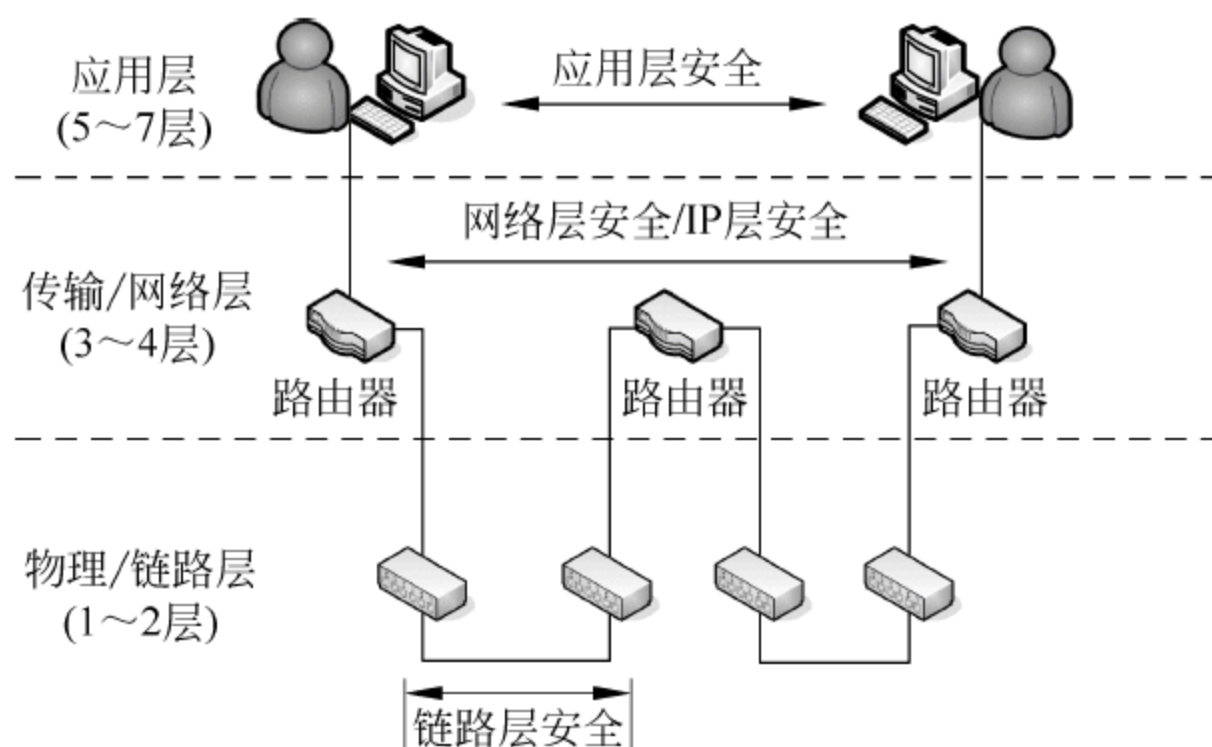 应用层
(5～7层)
应用层安全
网络层安全/IP层安全
传输/网络层
(3～4层)
路由器
路由器
路由器
物理/链路层
(1～2层)
链路层安全